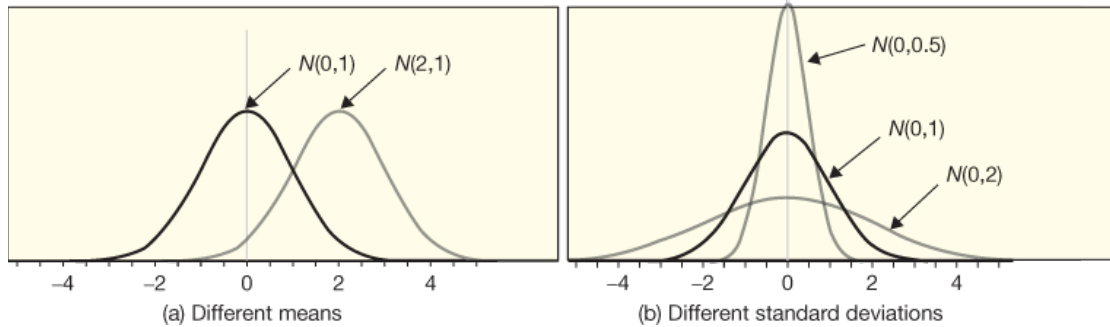 N(0,1)
N(2,1)
−4 −2 0 2 4
(a) Different means
N(0,0.5)
N(0,1)
N(0,2)
−4 −2 0 2 4
(b) Different standard deviations